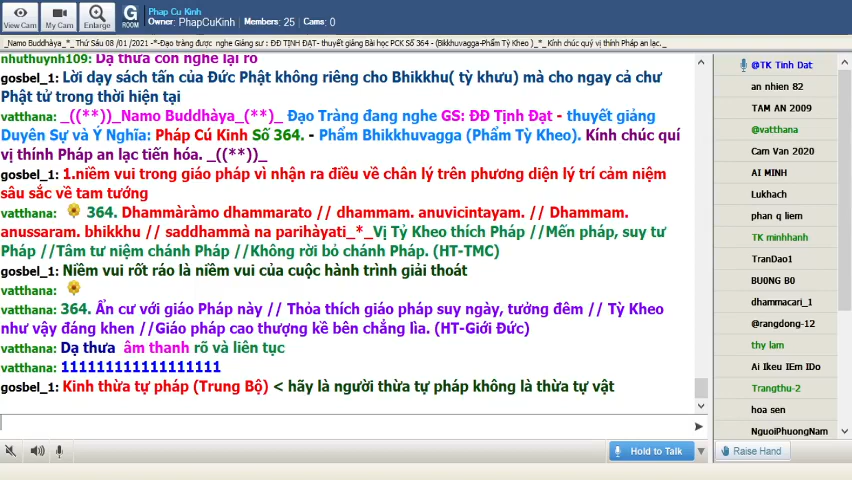 Phap Cu Kinh
Owner: PhapCuKinh | Members: 25 | Cams: 0
View Cam
My Cam
Enlarge
G
ROOM
_Namo Buddhàya_*_ Thứ Sáu 08 /01 /2021 -*-Đạo tràng được nghe Giảng sư : ĐĐ TỊNH ĐẠT- thuyết giảng Bài học PCK Số 364 - (Bikkhuvagga-Phẩm Tỳ Kheo )_*_ Kính chúc quý vị thính Pháp an lạc._
nhuthuynh109: Dạ thưa con nghe lại rõ
gosbel_1: Lời dạy sách tấn của Đức Phật không riêng cho Bhikkhu( tỳ khưu) mà cho ngay cả chư
Phật tử trong thời hiện tại
vatthana: _((**))_Namo Buddhàya_(**)_ Đạo Tràng đang nghe GS: ĐĐ Tịnh Đạt - thuyết giảng
Duyên Sự và Ý Nghĩa: Pháp Cú Kinh Số 364. - Phẩm Bhikkhuvagga (Phẩm Tỳ Kheo). Kính chúc quí
vị thính Pháp an lạc tiến hóa. _((**))_
gosbel_1: 1.niềm vui trong giáo pháp vì nhận ra điều về chân lý trên phương diện lý trí cảm niệm
sâu sắc về tam tướng
vatthana: 364. Dhammàràmo dhammarato // dhammam. anuvicintayam. // Dhammam.
anussaram. bhikkhu // saddhammà na parihàyati_*_Vị Tỷ Kheo thích Pháp //Mến pháp, suy tư
Pháp //Tâm tư niệm chánh Pháp //Không rời bỏ chánh Pháp. (HT-TMC)
gosbel_1: Niềm vui rốt ráo là niềm vui của cuộc hành trình giải thoát
vatthana:
vatthana: 364. Ẩn cư với giáo Pháp này // Thỏa thích giáo pháp suy ngày, tưởng đêm // Tỳ Kheo
như vậy đáng khen //Giáo pháp cao thượng kề bên chẳng lìa. (HT-Giới Đức)
vatthana: Dạ thưa âm thanh rõ và liên tục
vatthana: 111111111111111111111
gosbel_1: Kinh thừa tự pháp (Trung Bộ) < hãy là người thừa tự pháp không là thừa tự vật
Hold to Talk
@TK Tinh Dat
an nhien 82
TAM AN 2009
@vatthana
Cam Van 2020
AI MINH
Lukhach
phan q liem
TK minhhanh
TranDao1
BU0NG B0
dhammacari_1
@rangdong-12
thy lam
Ai Ikeu IEm IDo
Trangthu-2
hoa sen
NguoiPhuongNam
Raise Hand